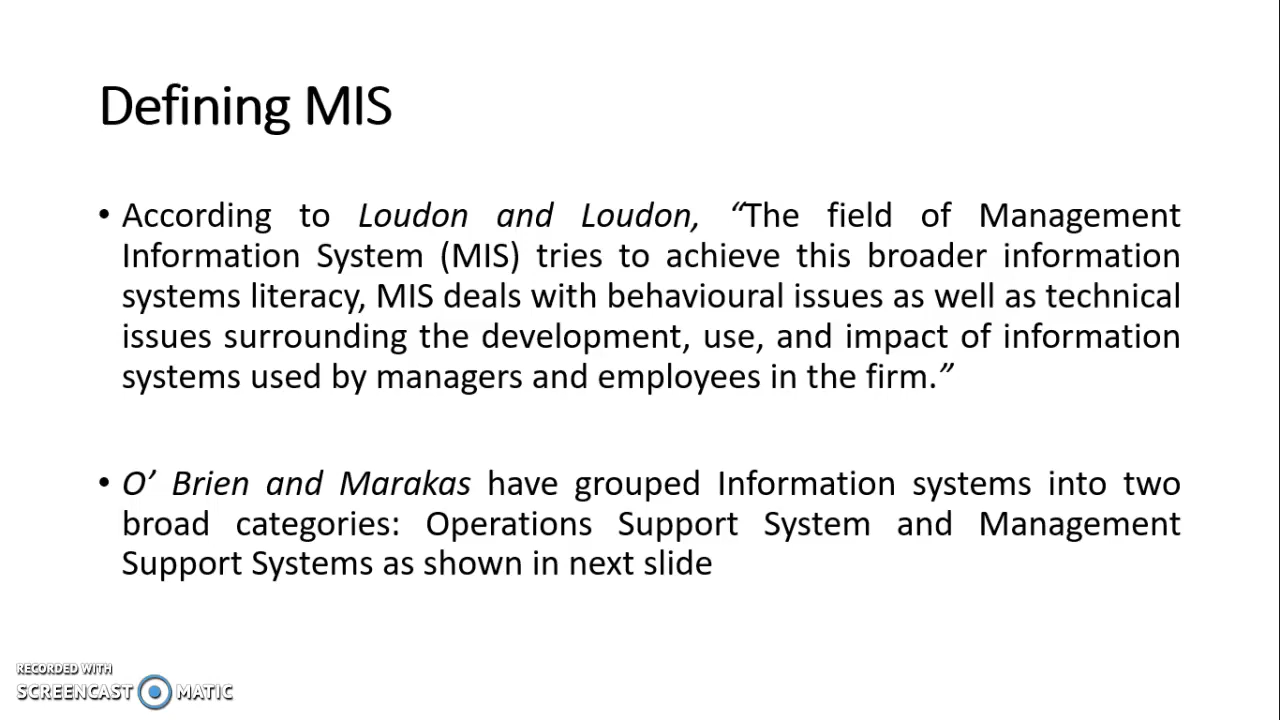 Defining MIS
• According to Loudon and Loudon, “The field of Management
Information System (MIS) tries to achieve this broader information
systems literacy, MIS deals with behavioural issues as well as technical
issues surrounding the development, use, and impact of information
systems used by managers and employees in the firm.”
• O’ Brien and Marakas have grouped Information systems into two
broad categories: Operations Support System and Management
Support Systems as shown in next slide
RECORDED WITH
SCREENCAST MATIC